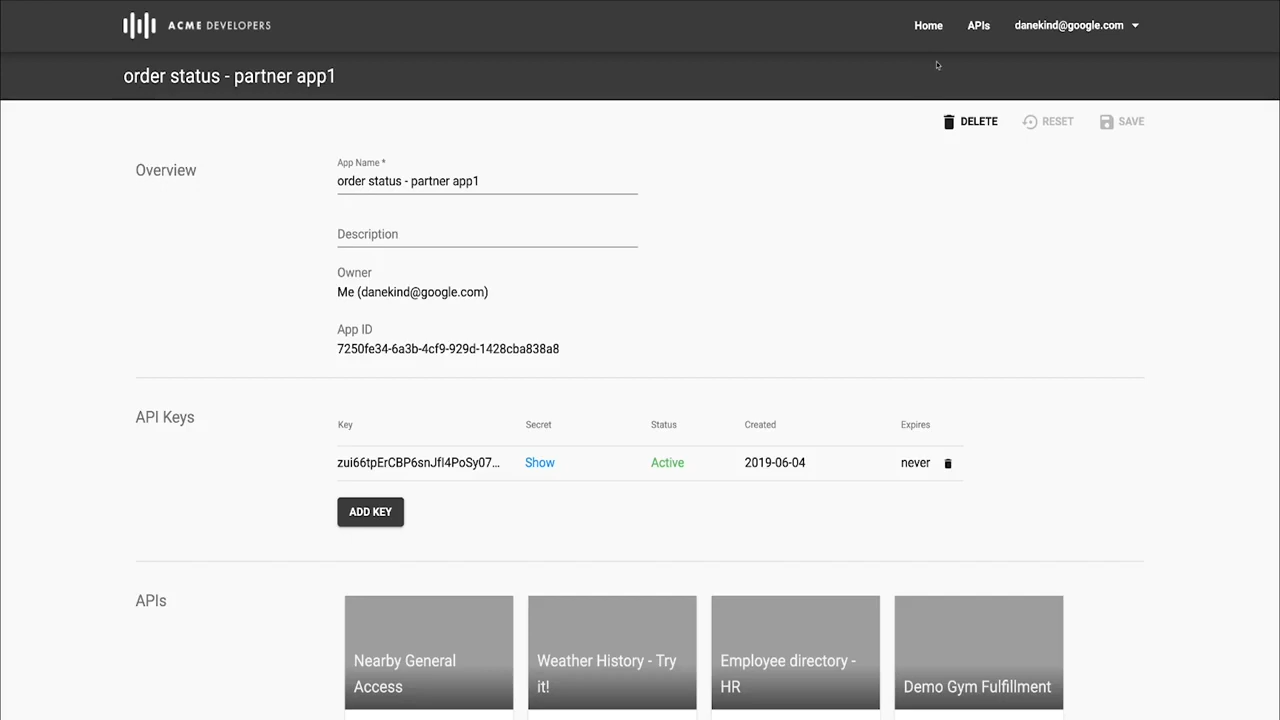 ACME DEVELOPERS
Home APIs danekind@google.com
order status - partner app1
DELETE RESET SAVE
Overview
App Name *
order status - partner app1
Description
Owner
Me (danekind@google.com)
App ID
7250fe34-6a3b-4cf9-929d-1428cba838a8
API Keys
Key Secret Status Created Expires
zui66tpErCBP6snJfl4PoSy07... Show Active 2019-06-04 never
ADD KEY
APIs
Nearby General
Access
Weather History - Try
it!
Employee directory -
HR
Demo Gym Fulfillment